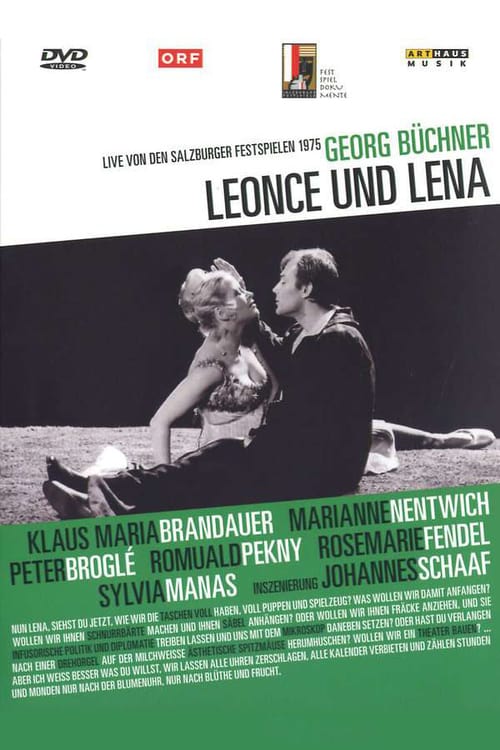 DVD
VIDEO
ORF
FEST
SPIEL
DOKU
MENTE
ARTHAUS
MUSIK
LIVE VON DEN SALZBURGER FESTSPIELEN 1975 GEORG BÜCHNER
LEONCE UND LENA
KLAUS MARIA BRANDAUER MARIANNE NENTWICH
PETER BROGLÉ ROMUALD PEKNY ROSEMARIE FENDEL
SYLVIA MANAS INSZENIERUNG JOHANNES SCHAAF
NUN LENA, SIEHST DU JETZT, WIE WIR DIE TASCHEN VOLL HABEN, VOLL PUPPEN UND SPIELZEUG? WAS WOLLEN WIR DAMIT ANFANGEN?
WOLLEN WIR IHNEN SCHNURRBÄRTE MACHEN UND IHNEN SÄBEL ANHÄNGEN? ODER WOLLEN WIR IHNEN FRÄCKE ANZIEHEN, UND SIE
INFUSORISCHE POLITIK UND DIPLOMATIE TREIBEN LASSEN UND UNS MIT DEM MIKROSKOP DANEBEN SETZEN? ODER HAST DU VERLANGEN
NACH EINER DREHORGEL AUF DER MILCHWEISSE ÄSTHETISCHE SPITZMÄUSE HERUMHUSCHEN? WOLLEN WIR EIN THEATER BAUEN? ...
ABER ICH WEISS BESSER WAS DU WILLST, WIR LASSEN ALLE UHREN ZERSCHLAGEN, ALLE KALENDER VERBIETEN UND ZÄHLEN STUNDEN
UND MONDEN NUR NACH DER BLUMENUHR, NUR NACH BLÜTHE UND FRUCHT.